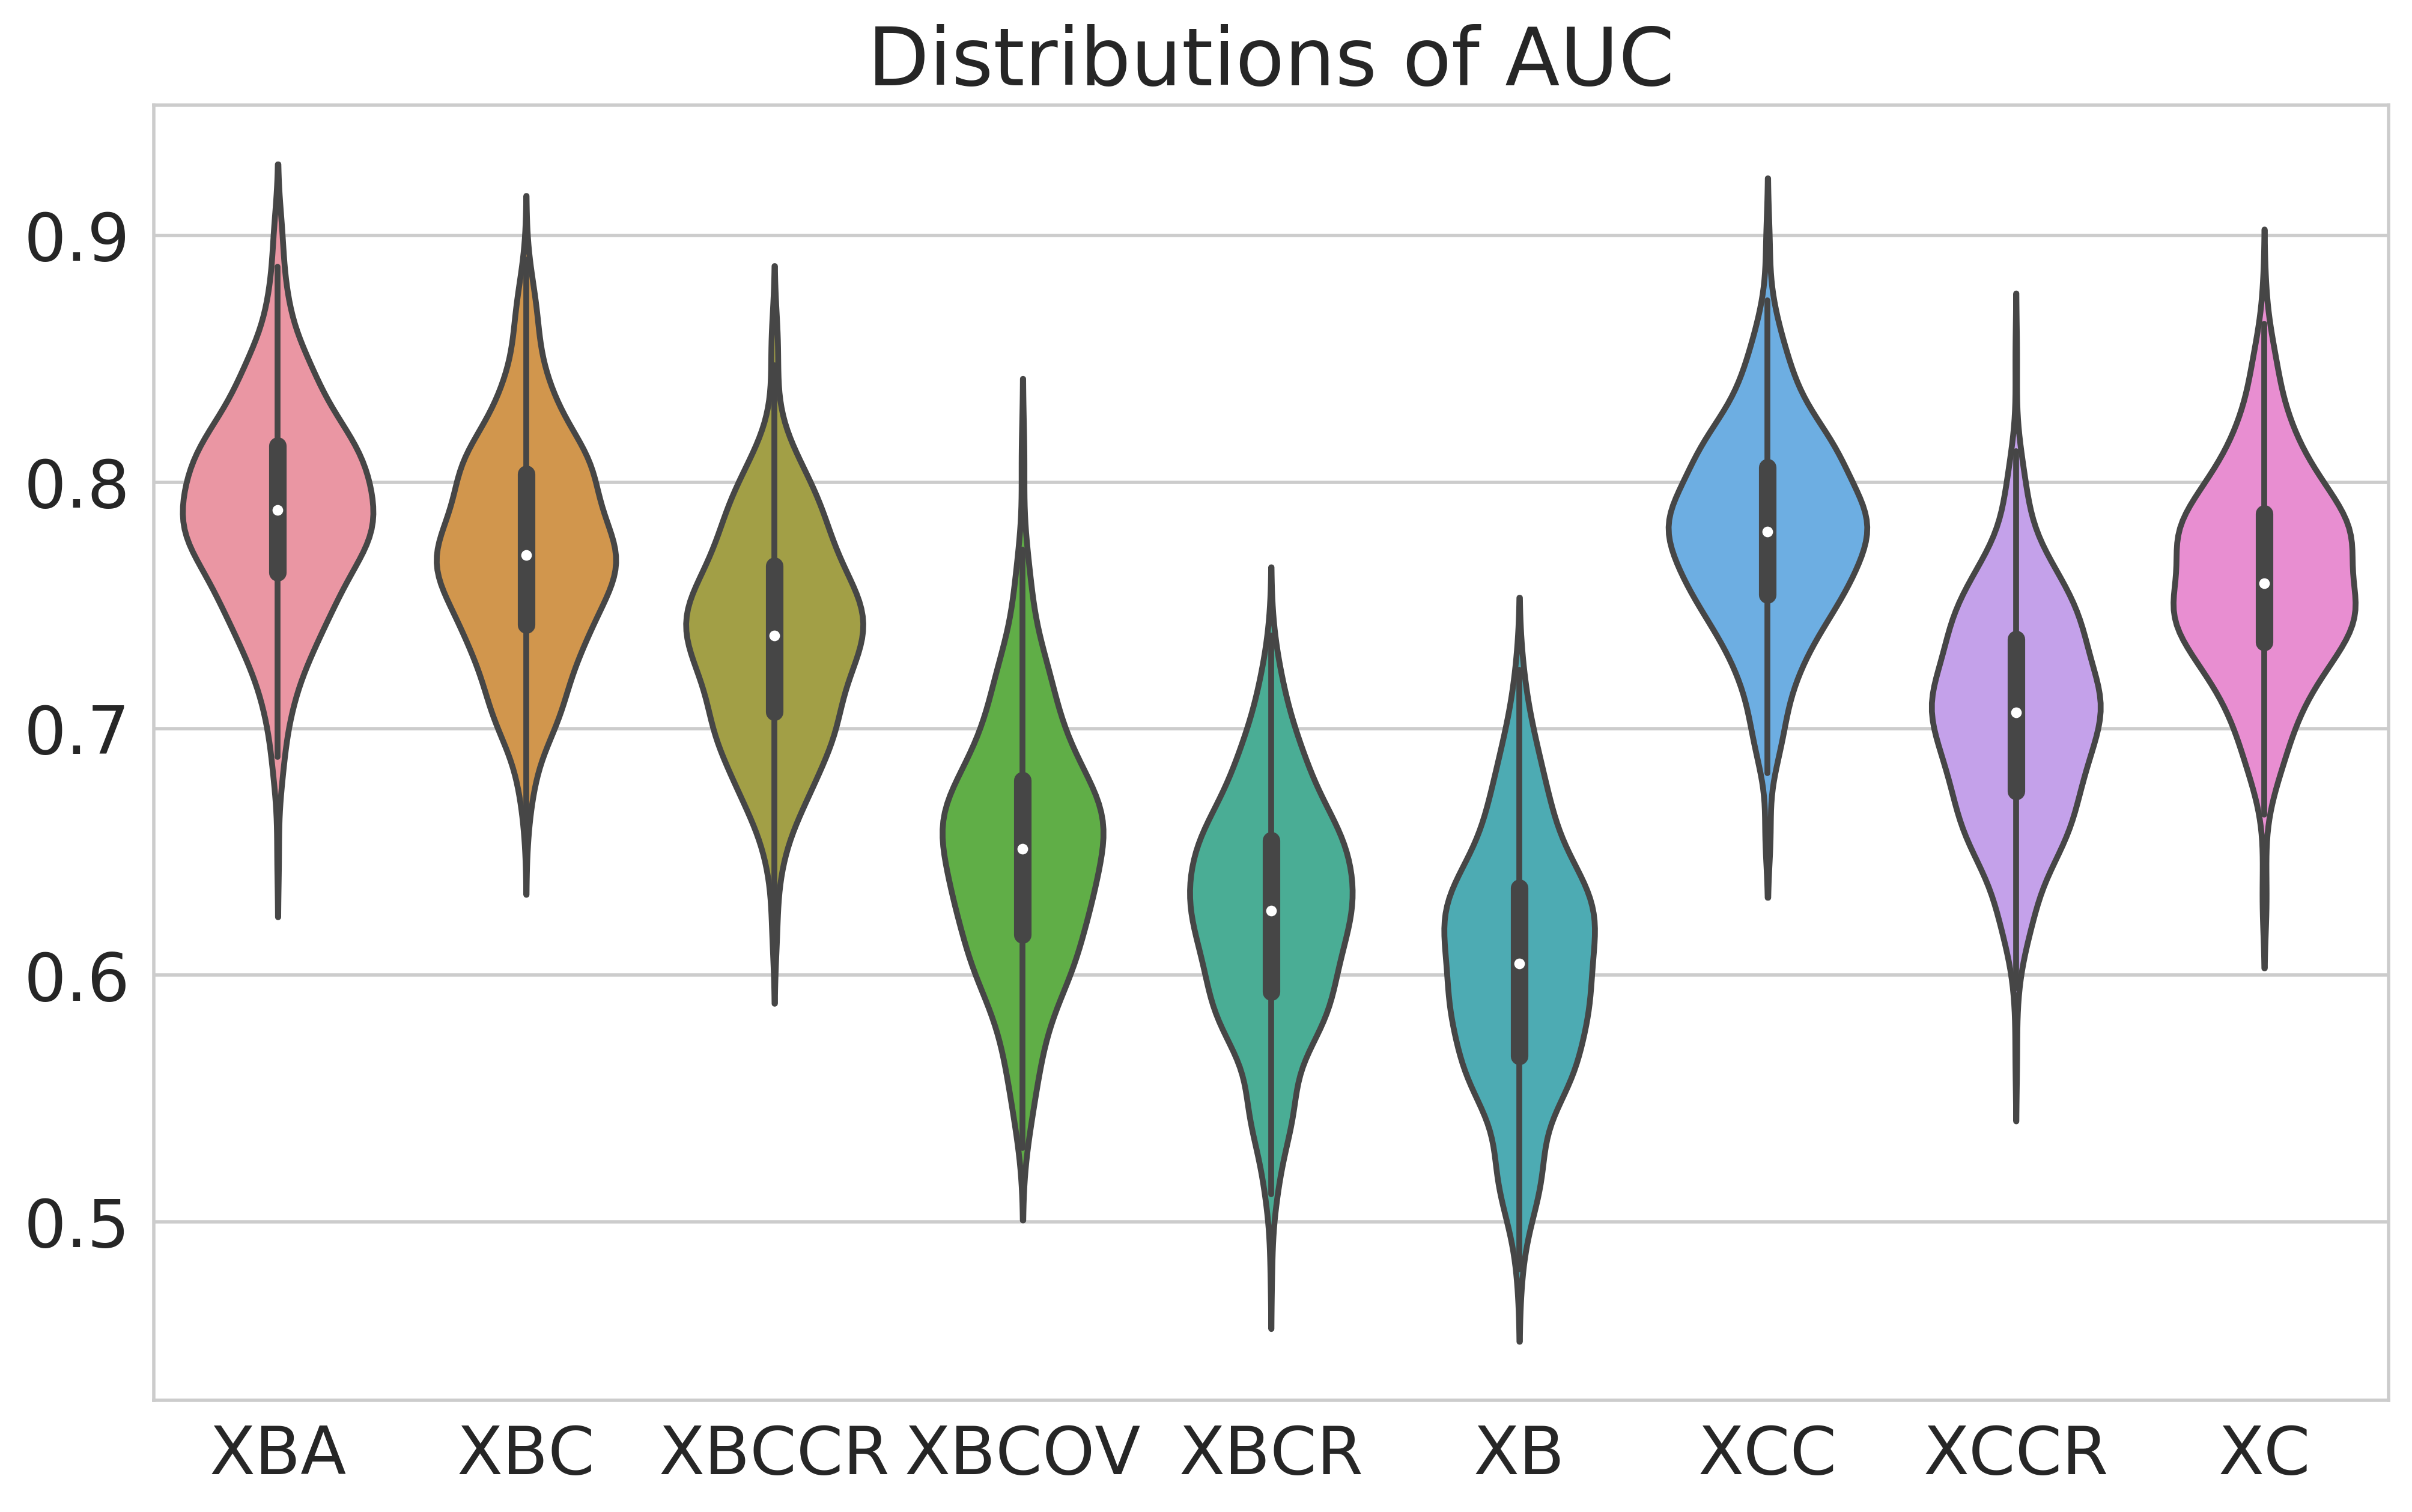 Distributions of AUC
0.9
0.8
0.7
0.6
0.5
XBA XBC XBCCR XBCOV XBCR XB XCC XCCR XC